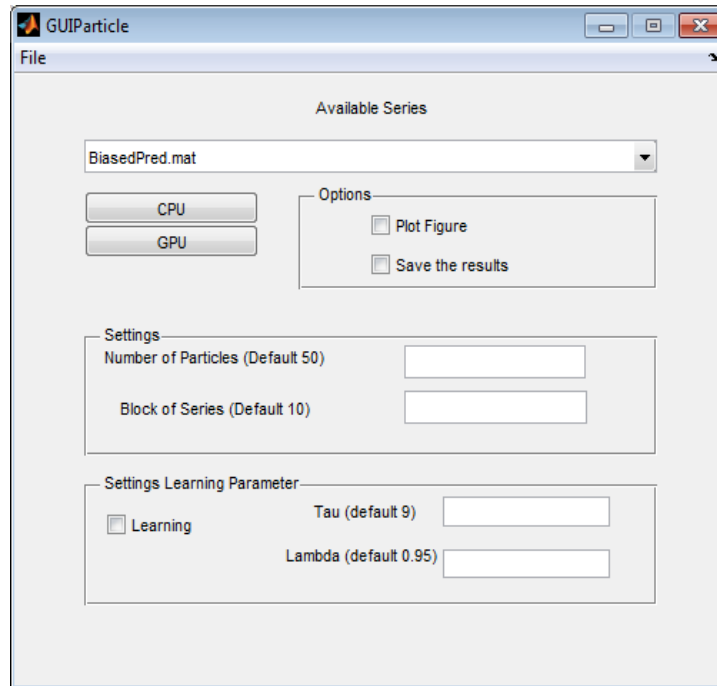 GUIParticle
File
Available Series
BiasedPred.mat
CPU
GPU
Options
Plot Figure
Save the results
Settings
Number of Particles (Default 50)
Block of Series (Default 10)
Settings Learning Parameter
Learning
Tau (default 9)
Lambda (default 0.95)